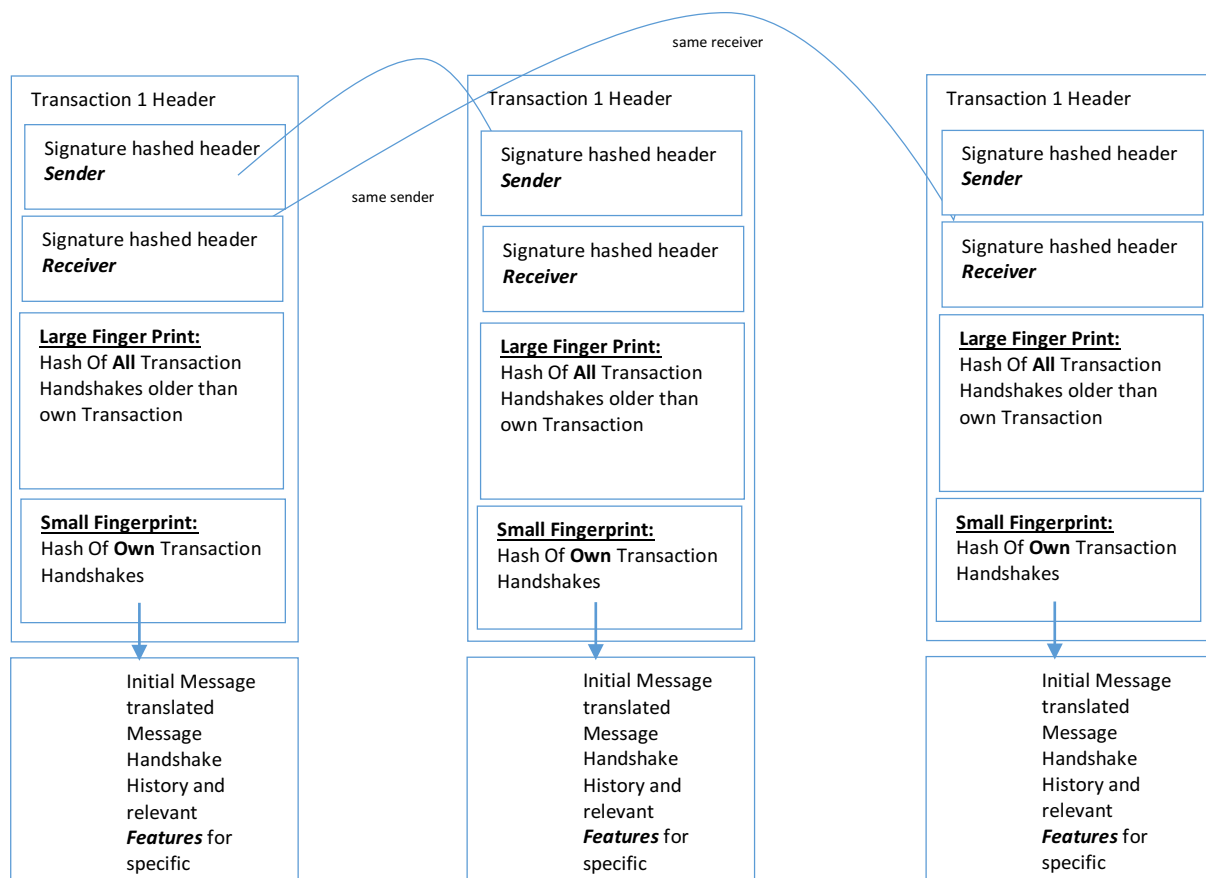 same receiver
same sender
Transaction 1 Header
Signature hashed header
Sender
Signature hashed header
Receiver
Large Finger Print:
Hash Of All Transaction
Handshakes older than
own Transaction
Small Fingerprint:
Hash Of Own Transaction
Handshakes
Initial Message
translated
Message
Handshake
History and
relevant
Features for
specific
Transaction 1 Header
Signature hashed header
Sender
Signature hashed header
Receiver
Large Finger Print:
Hash Of All Transaction
Handshakes older than
own Transaction
Small Fingerprint:
Hash Of Own Transaction
Handshakes
Initial Message
translated
Message
Handshake
History and
relevant
Features for
specific
Transaction 1 Header
Signature hashed header
Sender
Signature hashed header
Receiver
Large Finger Print:
Hash Of All Transaction
Handshakes older than
own Transaction
Small Fingerprint:
Hash Of Own Transaction
Handshakes
Initial Message
translated
Message
Handshake
History and
relevant
Features for
specific